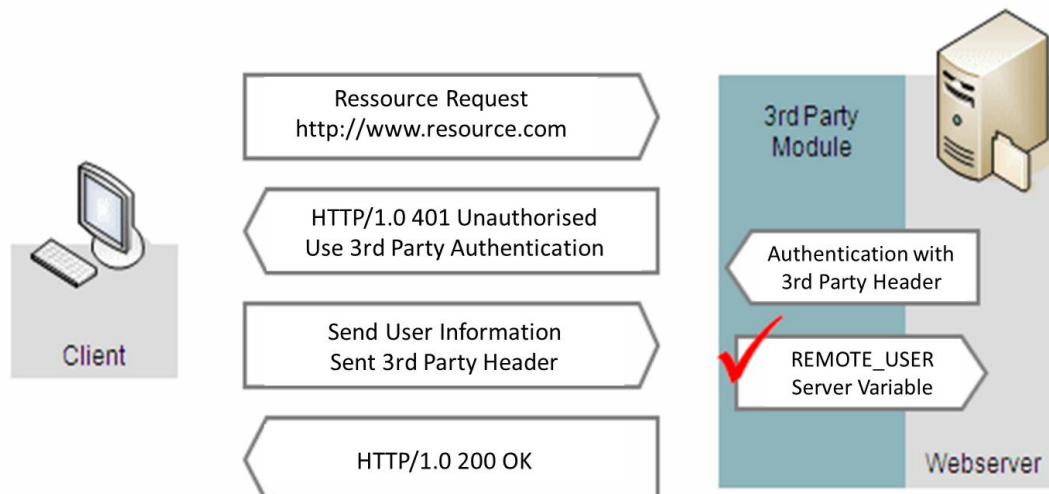 Ressource Request
http://www.resource.com
3rd Party
Module
HTTP/1.0 401 Unauthorised
Use 3rd Party Authentication
Authentication with
3rd Party Header
Send User Information
Sent 3rd Party Header
Client
REMOTE_USER
Server Variable
HTTP/1.0 200 OK
Webserver